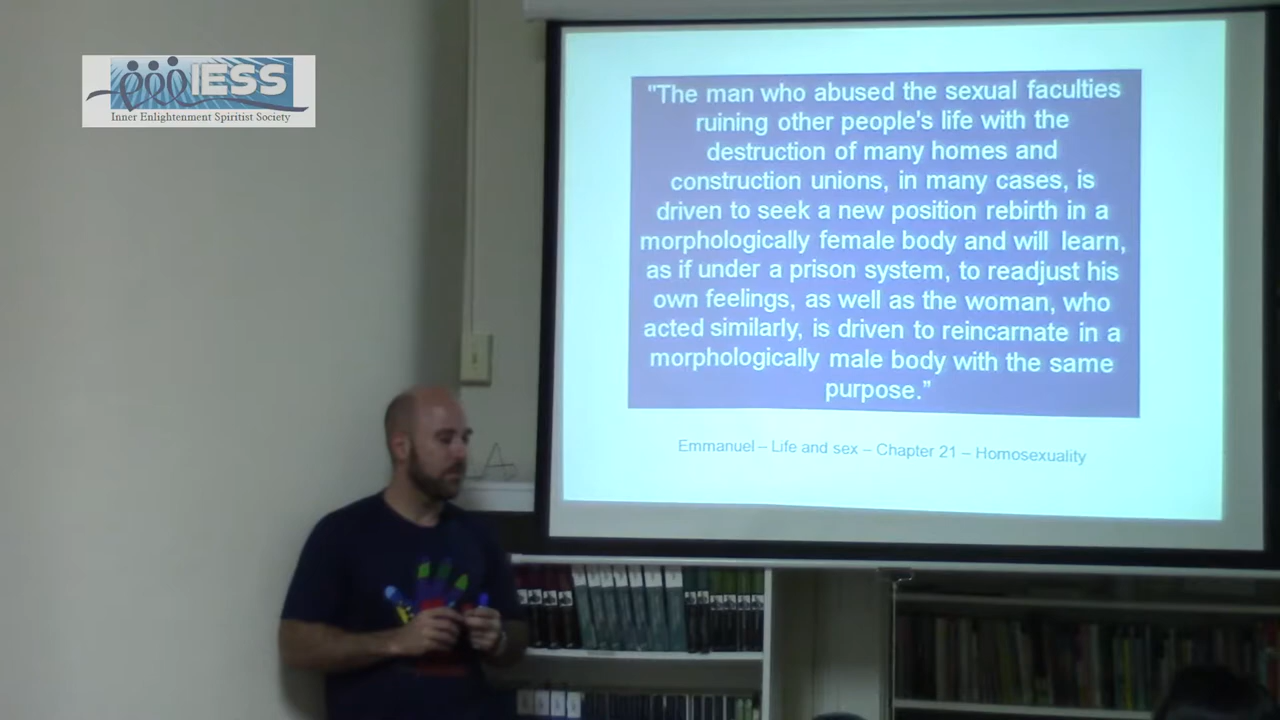 IESS
Inner Enlightenment Spiritist Society
"The man who abused the sexual faculties
ruining other people's life with the
destruction of many homes and
construction unions, in many cases, is
driven to seek a new position rebirth in a
morphologically female body and will learn,
as if under a prison system, to readjust his
own feelings, as well as the woman, who
acted similarly, is driven to reincarnate in a
morphologically male body with the same
purpose.”
Emmanuel – Life and sex – Chapter 21 – Homosexuality